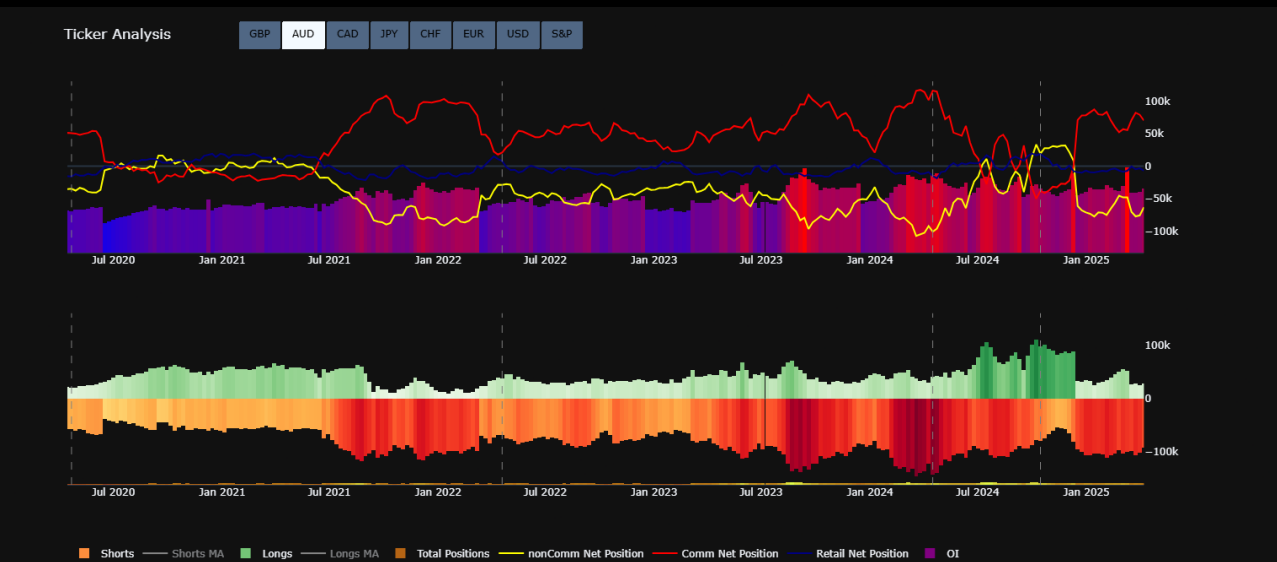 Ticker Analysis
GBP AUD CAD JPY CHF EUR USD S&P
100k
50k
0
−50k
−100k
Jul 2020 Jan 2021 Jul 2021 Jan 2022 Jul 2022 Jan 2023 Jul 2023 Jan 2024 Jul 2024 Jan 2025
100k
0
−100k
Jul 2020 Jan 2021 Jul 2021 Jan 2022 Jul 2022 Jan 2023 Jul 2023 Jan 2024 Jul 2024 Jan 2025
Shorts Shorts MA Longs Longs MA Total Positions nonComm Net Position Comm Net Position Retail Net Position OI